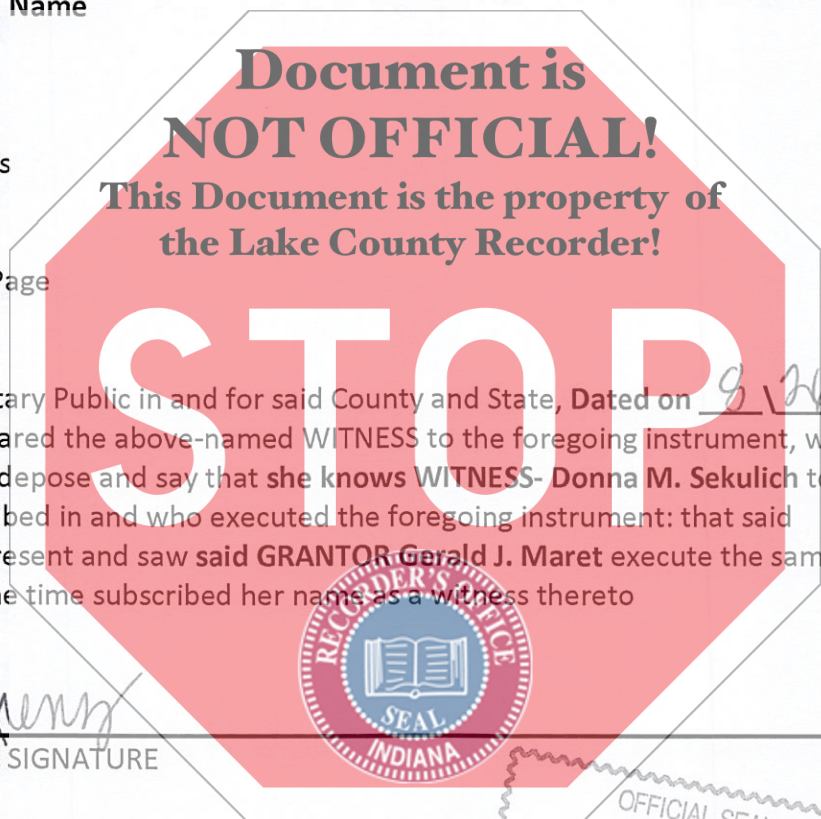 Name
Document is
NOT OFFICIAL!
s
This Document is the property of
the Lake County Recorder!
Page
STOP
tary Public in and for said County and State, Dated on 8 \ 26
ared the above-named WITNESS to the foregoing instrument, w
depose and say that she knows WITNESS- Donna M. Sekulich to
bed in and who executed the foregoing instrument: that said
resent and saw said GRANTOR Gerald J. Maret execute the sam
e time subscribed her name as a witness thereto
RECORDER'S OFFICE
SEAL
INDIANA
SIGNATURE
OFFICIAL SEAL